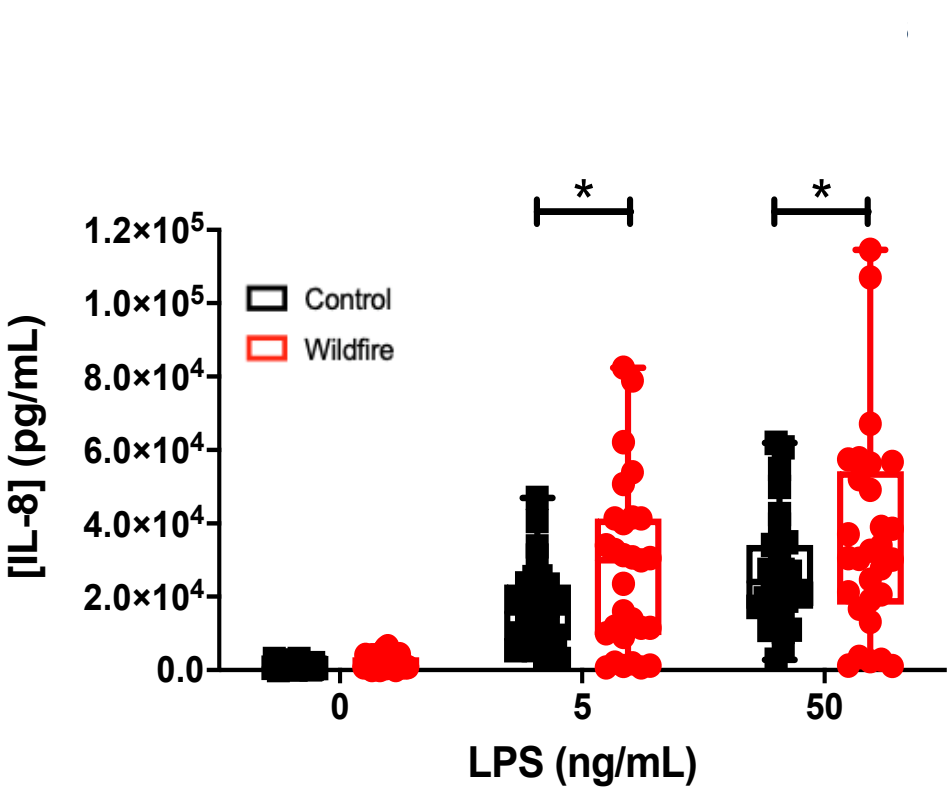 * *
1.2×10⁵
1.0×10⁵
8.0×10⁴
6.0×10⁴
4.0×10⁴
2.0×10⁴
0.0
[IL-8] (pg/mL)
Control
Wildfire
0 5 50
LPS (ng/mL)